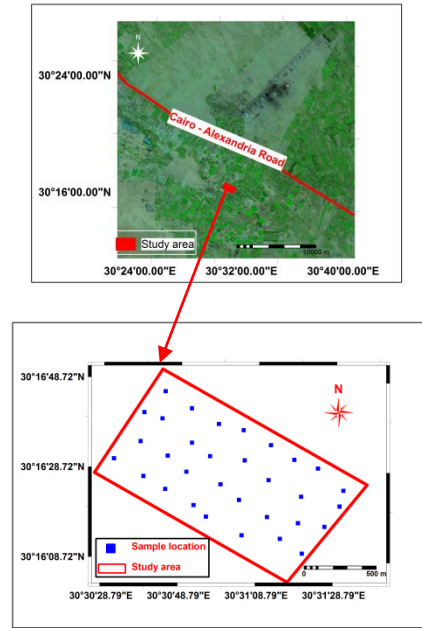 N
30°24'00.00"N
Cairo - Alexandria Road
30°16'00.00"N
Study area
10000 m
30°24'00.00"E 30°32'00.00"E 30°40'00.00"E
30°16'48.72"N
N
30°16'28.72"N
30°16'08.72"N
Sample location
Study area
0 500 m
30°30'28.79"E 30°30'48.79"E 30°31'08.79"E 30°31'28.79"E